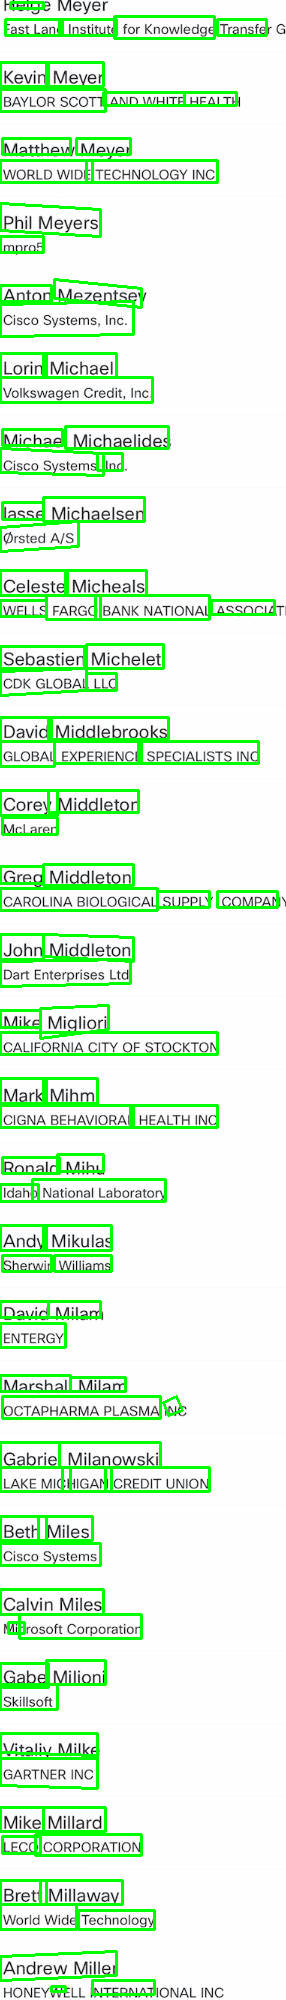 Helge Meyer
Fast Lane Institute for Knowledge Transfer G
Kevin Meyer
BAYLOR SCOTT AND WHITE HEALTH
Matthew Meyer
WORLD WIDE TECHNOLOGY INC
Phil Meyers
mpro5
Anton Mezentsev
Cisco Systems, Inc.
Lorin Michael
Volkswagen Credit, Inc.
Michael Michaelides
Cisco Systems, Inc.
lasse Michaelsen
Ørsted A/S
Celeste Micheals
WELLS FARGO BANK NATIONAL ASSOCIAT
Sebastien Michelet
CDK GLOBAL LLC
David Middlebrooks
GLOBAL EXPERIENCE SPECIALISTS INC
Corey Middleton
McLaren
Greg Middleton
CAROLINA BIOLOGICAL SUPPLY COMPANY
John Middleton
Dart Enterprises Ltd
Mike Migliori
CALIFORNIA CITY OF STOCKTON
Mark Mihm
CIGNA BEHAVIORAL HEALTH INC
Ronald Mihu
Idaho National Laboratory
Andy Mikulas
Sherwin Williams
David Milam
ENTERGY
Marshal Milam
OCTAPHARMA PLASMA INC
Gabriel Milanowski
LAKE MICHIGAN CREDIT UNION
Beth Miles
Cisco Systems
Calvin Miles
Microsoft Corporation
Gabe Milioni
Skillsoft
Vitaliy Milke
GARTNER INC
Mike Millard
LECO CORPORATION
Brett Millaway
World Wide Technology
Andrew Miller
HONEYWELL INTERNATIONAL INC